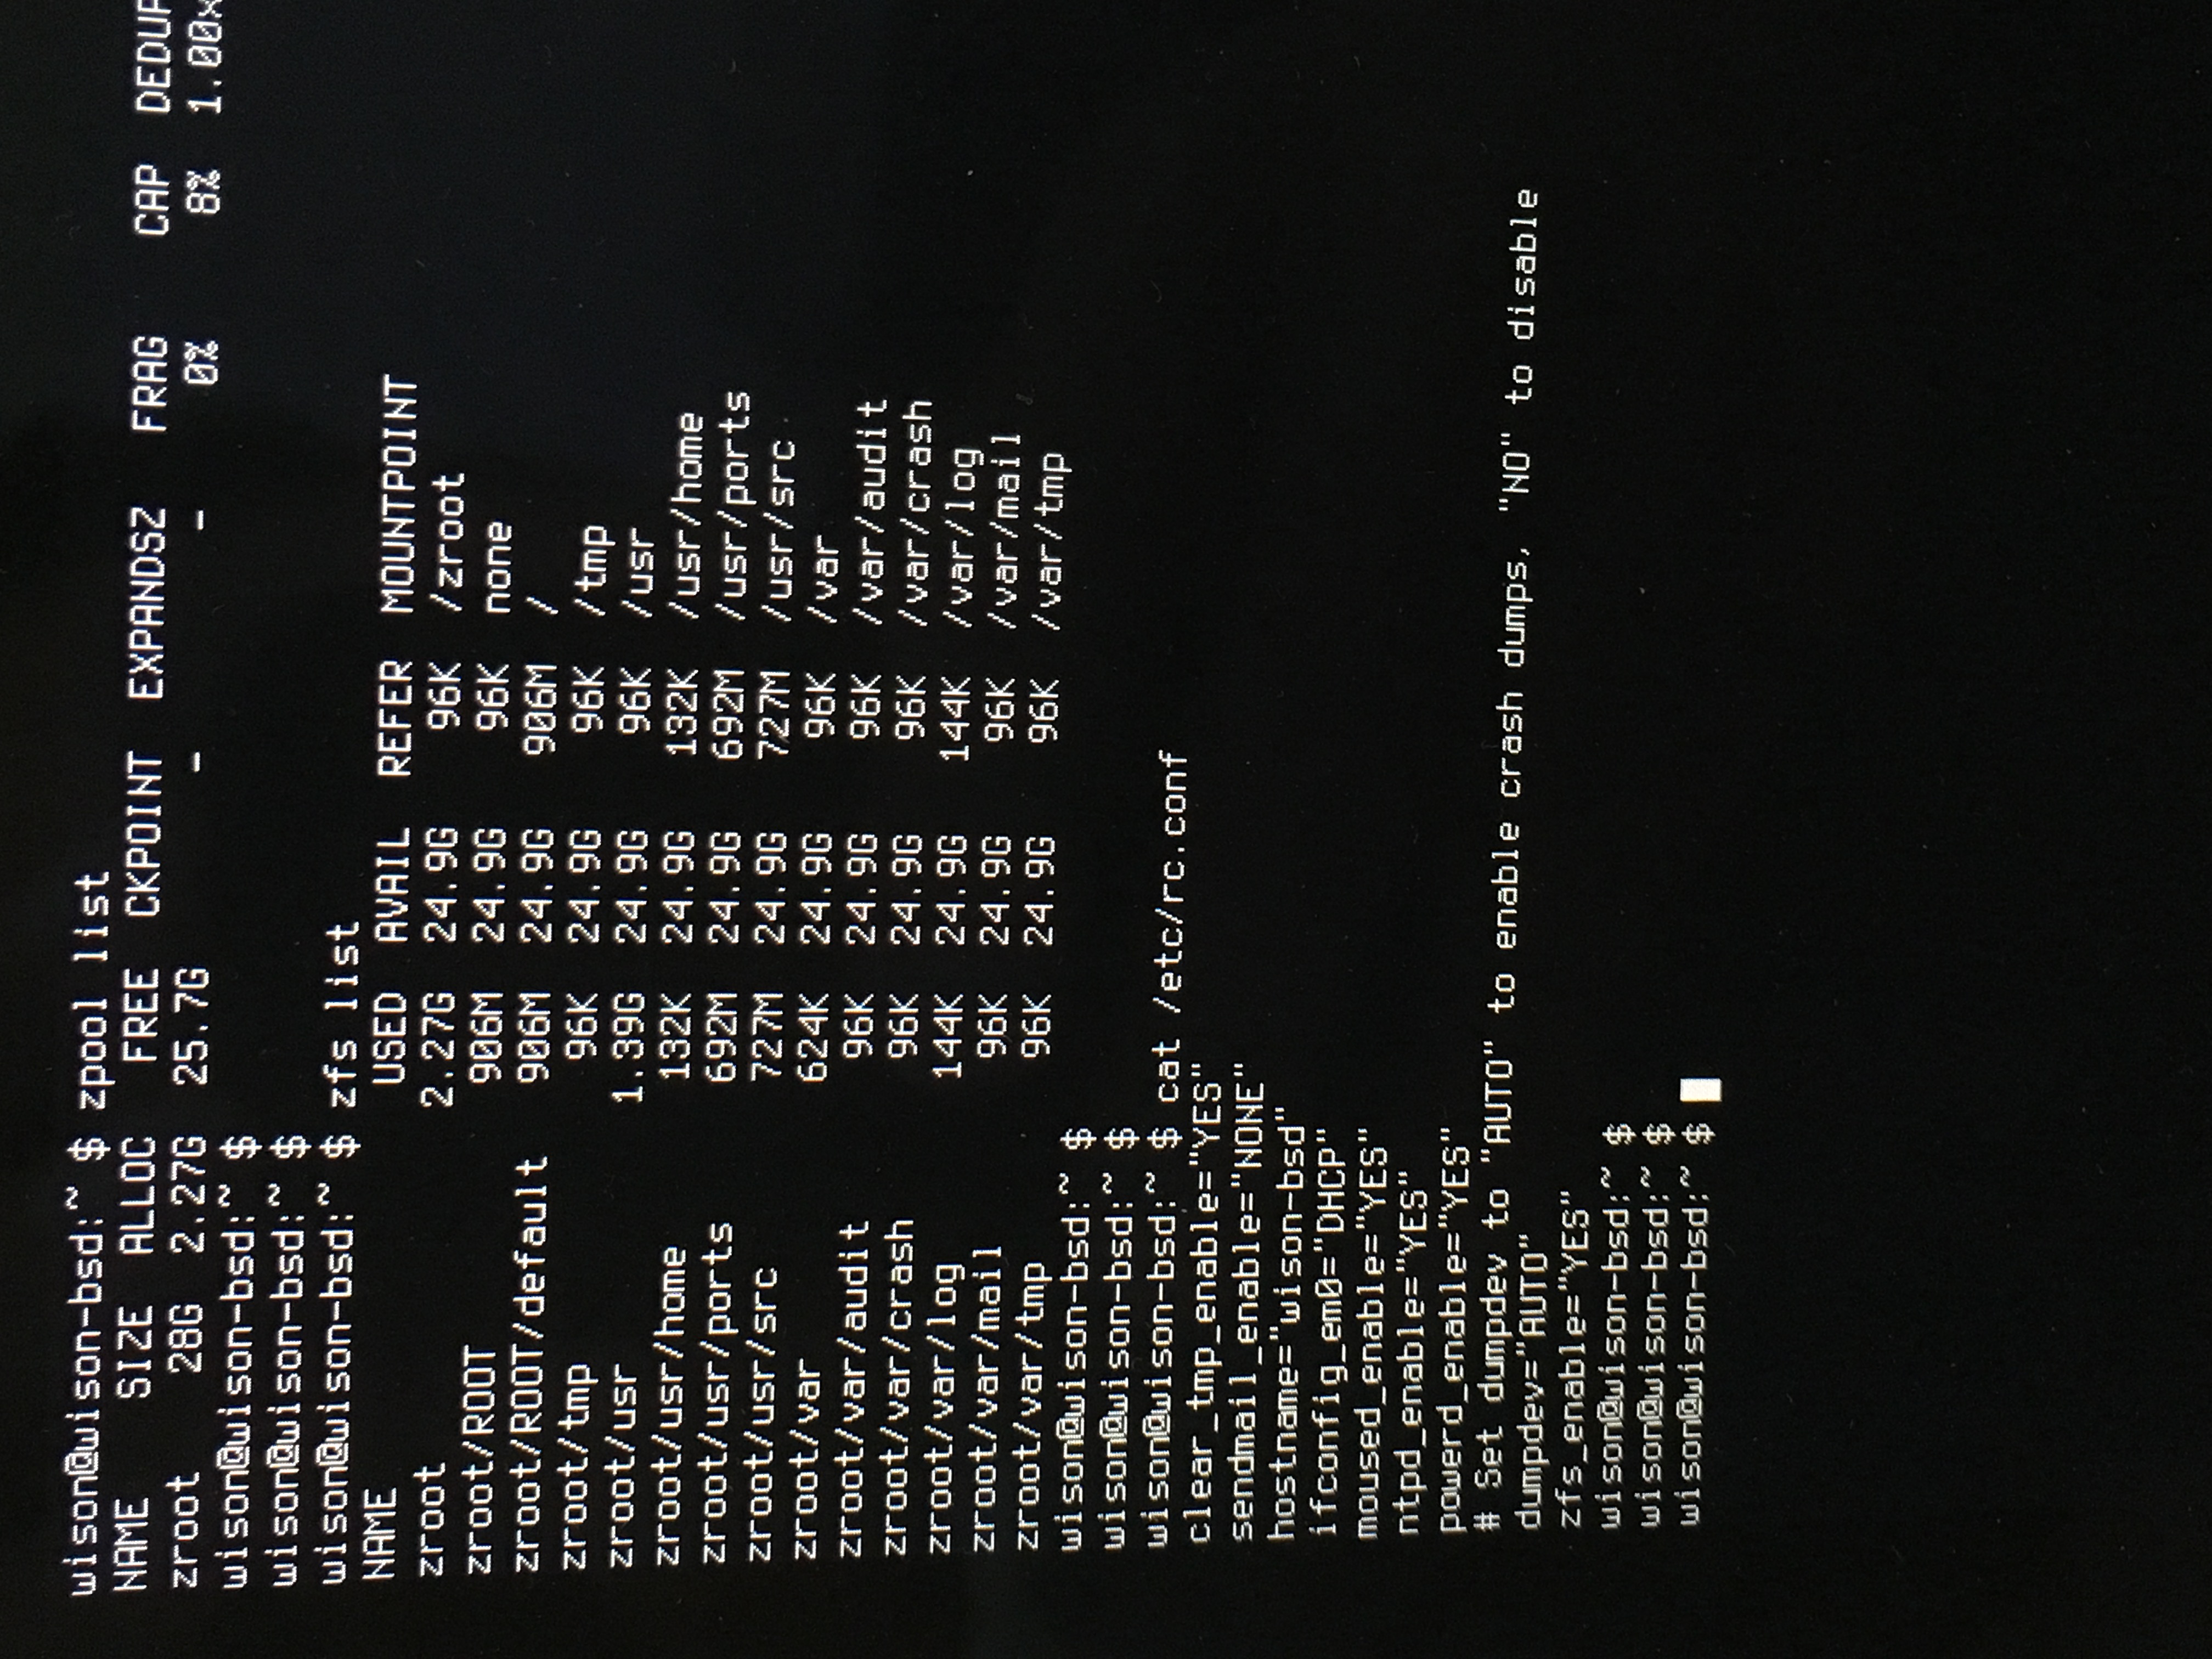 wison@wison-bsd:~ $ zpool list
NAME SIZE ALLOC FREE CKPOINT EXPANDSZ FRAG CAP DEDUP
zroot 28G 2.27G 25.7G - - 0% 8% 1.00x
wison@wison-bsd:~ $
wison@wison-bsd:~ $
wison@wison-bsd:~ $ zfs list
NAME USED AVAIL REFER MOUNTPOINT
zroot 2.27G 24.9G 96K /zroot
zroot/ROOT 906M 24.9G 96K none
zroot/ROOT/default 906M 24.9G 906M /
zroot/tmp 96K 24.9G 96K /tmp
zroot/usr 1.39G 24.9G 96K /usr
zroot/usr/home 132K 24.9G 132K /usr/home
zroot/usr/ports 692M 24.9G 692M /usr/ports
zroot/usr/src 727M 24.9G 727M /usr/src
zroot/var 624K 24.9G 96K /var
zroot/var/audit 96K 24.9G 96K /var/audit
zroot/var/crash 96K 24.9G 96K /var/crash
zroot/var/log 144K 24.9G 144K /var/log
zroot/var/mail 96K 24.9G 96K /var/mail
zroot/var/tmp 96K 24.9G 96K /var/tmp
wison@wison-bsd:~ $
wison@wison-bsd:~ $
wison@wison-bsd:~ $ cat /etc/rc.conf
clear_tmp_enable="YES"
sendmail_enable="NONE"
hostname="wison-bsd"
ifconfig_em0="DHCP"
moused_enable="YES"
ntpd_enable="YES"
powerd_enable="YES"
# Set dumpdev to "AUTO" to enable crash dumps, "NO" to disable
dumpdev="AUTO"
zfs_enable="YES"
wison@wison-bsd:~ $
wison@wison-bsd:~ $
wison@wison-bsd:~ $